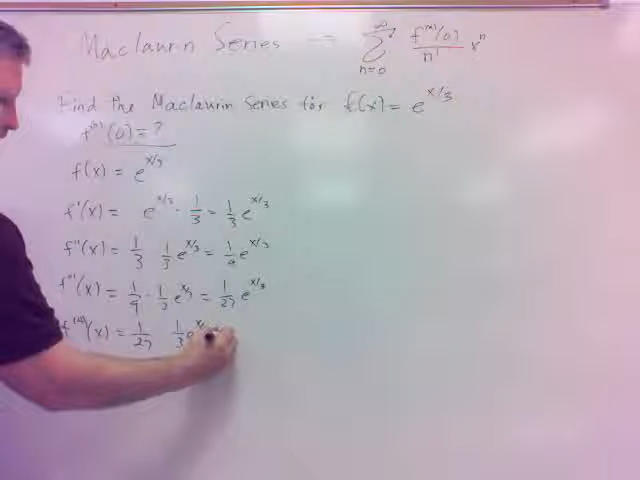 Maclaurin Series — ∑_{n=0}^{∞} f^{(n)}(0)/n! x^n
Find the Maclaurin Series for f(x) = e^{x/3}
f^{(n)}(0) = ?
f(x) = e^{x/3}
f'(x) = e^{x/3} · 1/3 = 1/3 e^{x/3}
f''(x) = 1/3 · 1/3 e^{x/3} = 1/9 e^{x/3}
f'''(x) = 1/9 · 1/3 e^{x/3} = 1/27 e^{x/3}
f^{(4)}(x) = 1/27 1/3 e